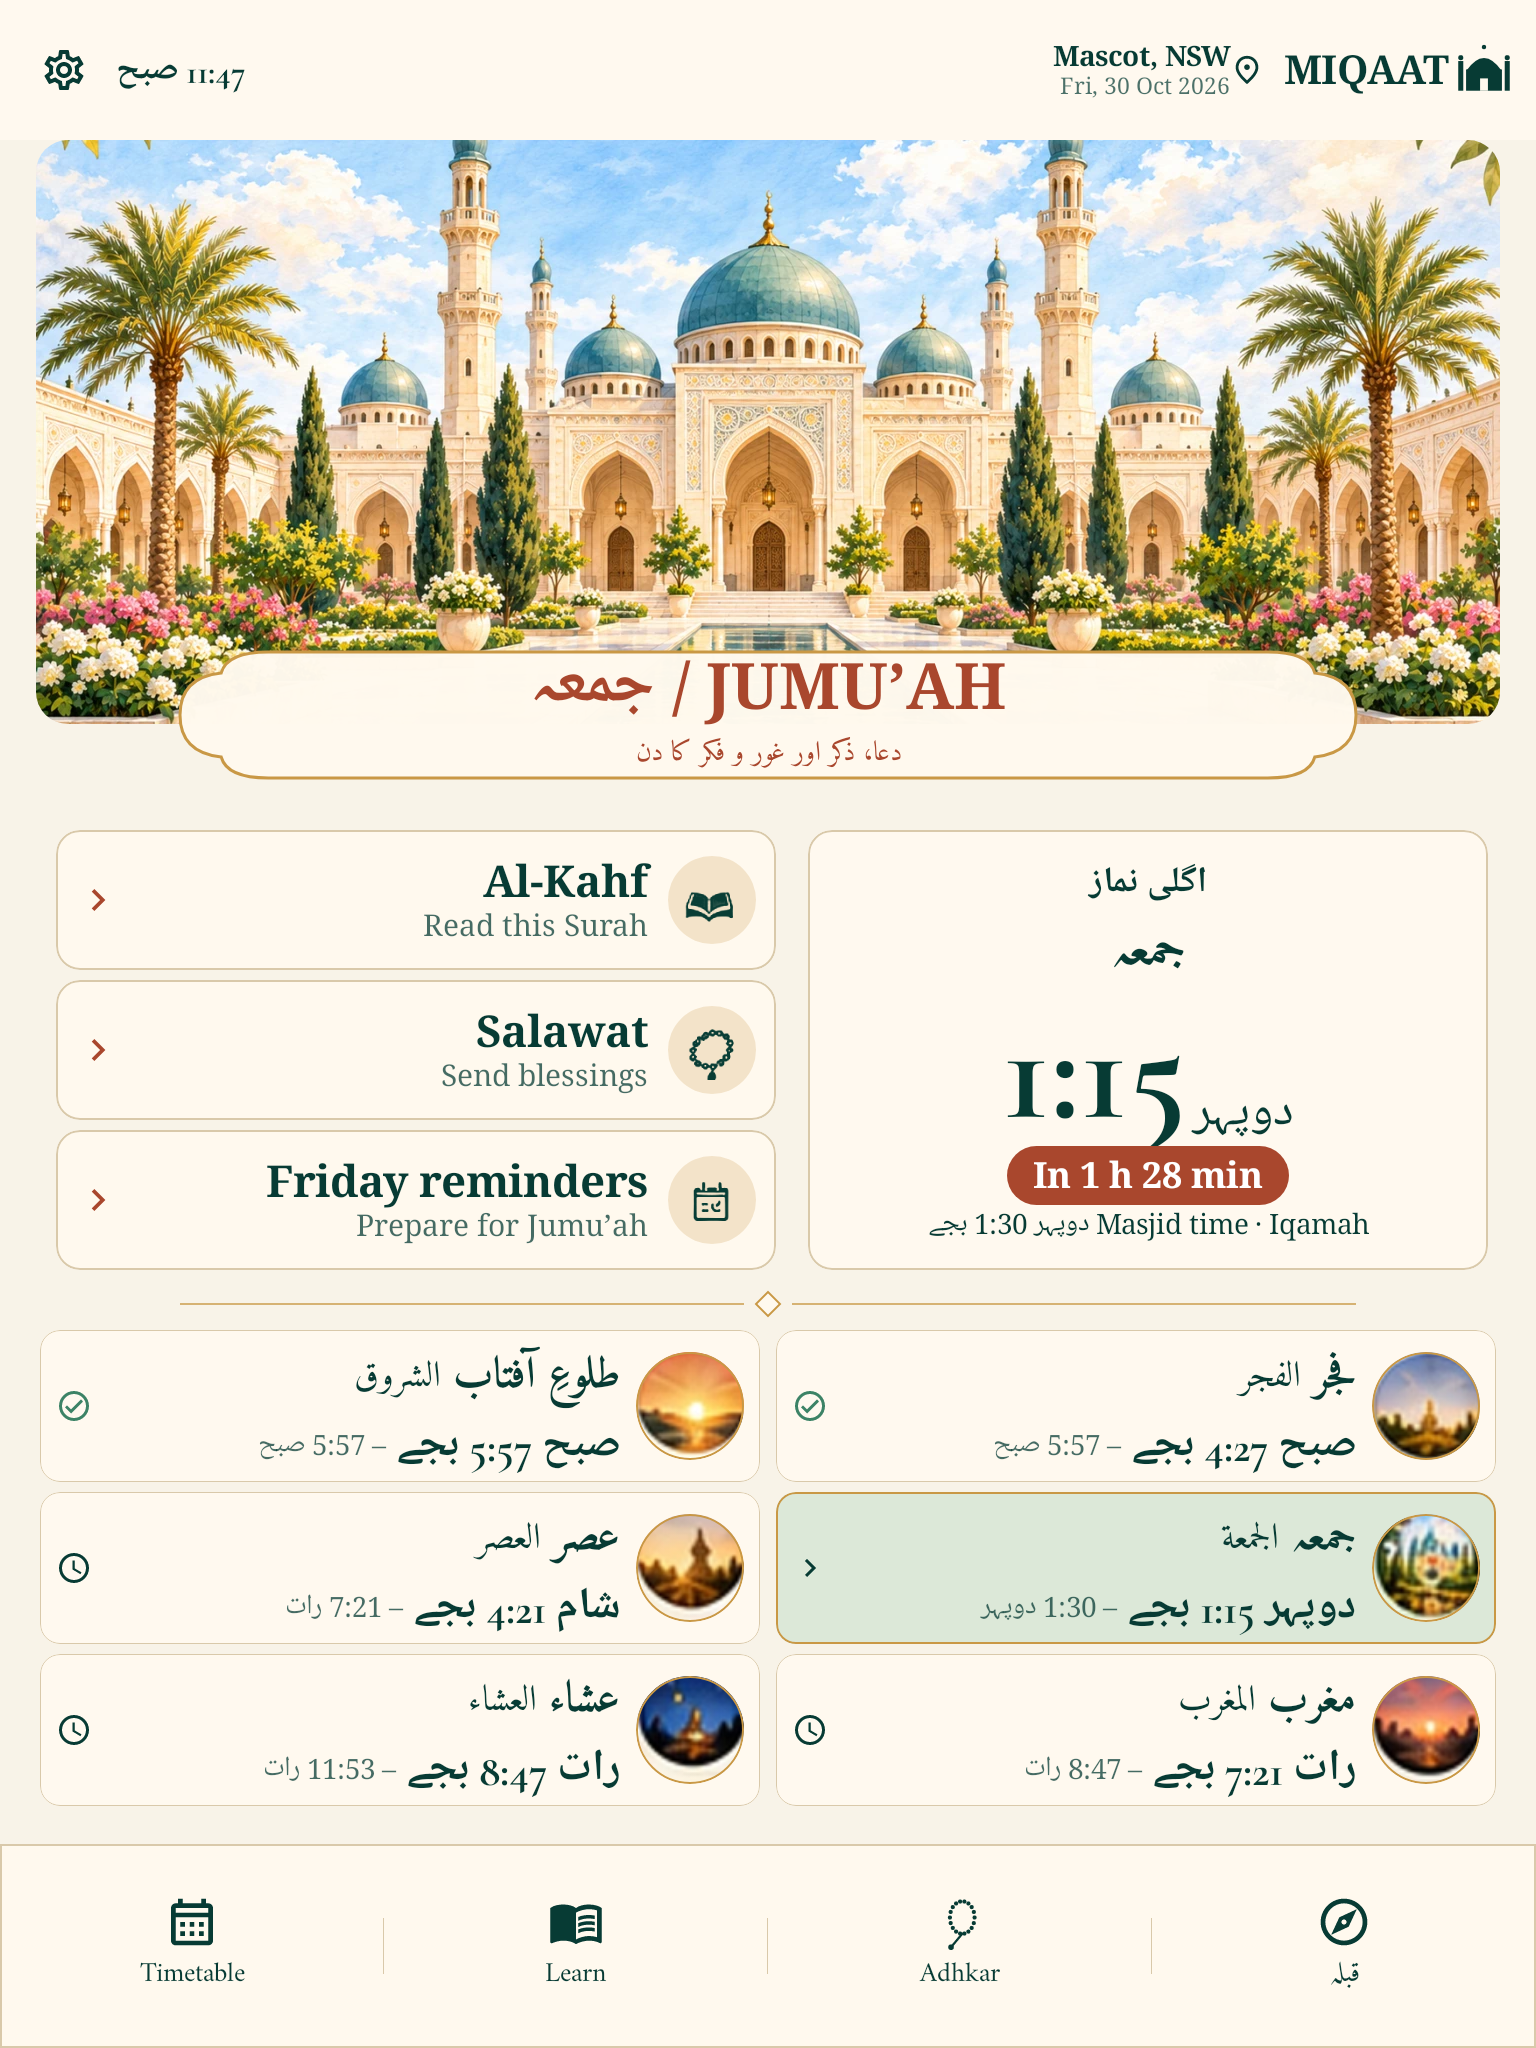 MIQAAT
Mascot, NSW
Fri, 30 Oct 2026
11:47 صبح
جمعہ / JUMU’AH
دعا، ذکر اور غور و فکر کا دن
اگلی نماز
جمعہ
1:15 دوپہر
In 1 h 28 min
Masjid time · Iqamah دوپہر 1:30 بجے
Al-Kahf
Read this Surah
Salawat
Send blessings
Friday reminders
Prepare for Jumu’ah
فجر الفجر
صبح 4:27 بجے – 5:57 صبح
طلوعِ آفتاب الشروق
صبح 5:57 بجے – 5:57 صبح
جمعہ الجمعة
دوپہر 1:15 بجے – 1:30 دوپہر
عصر العصر
شام 4:21 بجے – 7:21 رات
مغرب المغرب
رات 7:21 بجے – 8:47 رات
عشاء العشاء
رات 8:47 بجے – 11:53 رات
قبلہ
Adhkar
Learn
Timetable